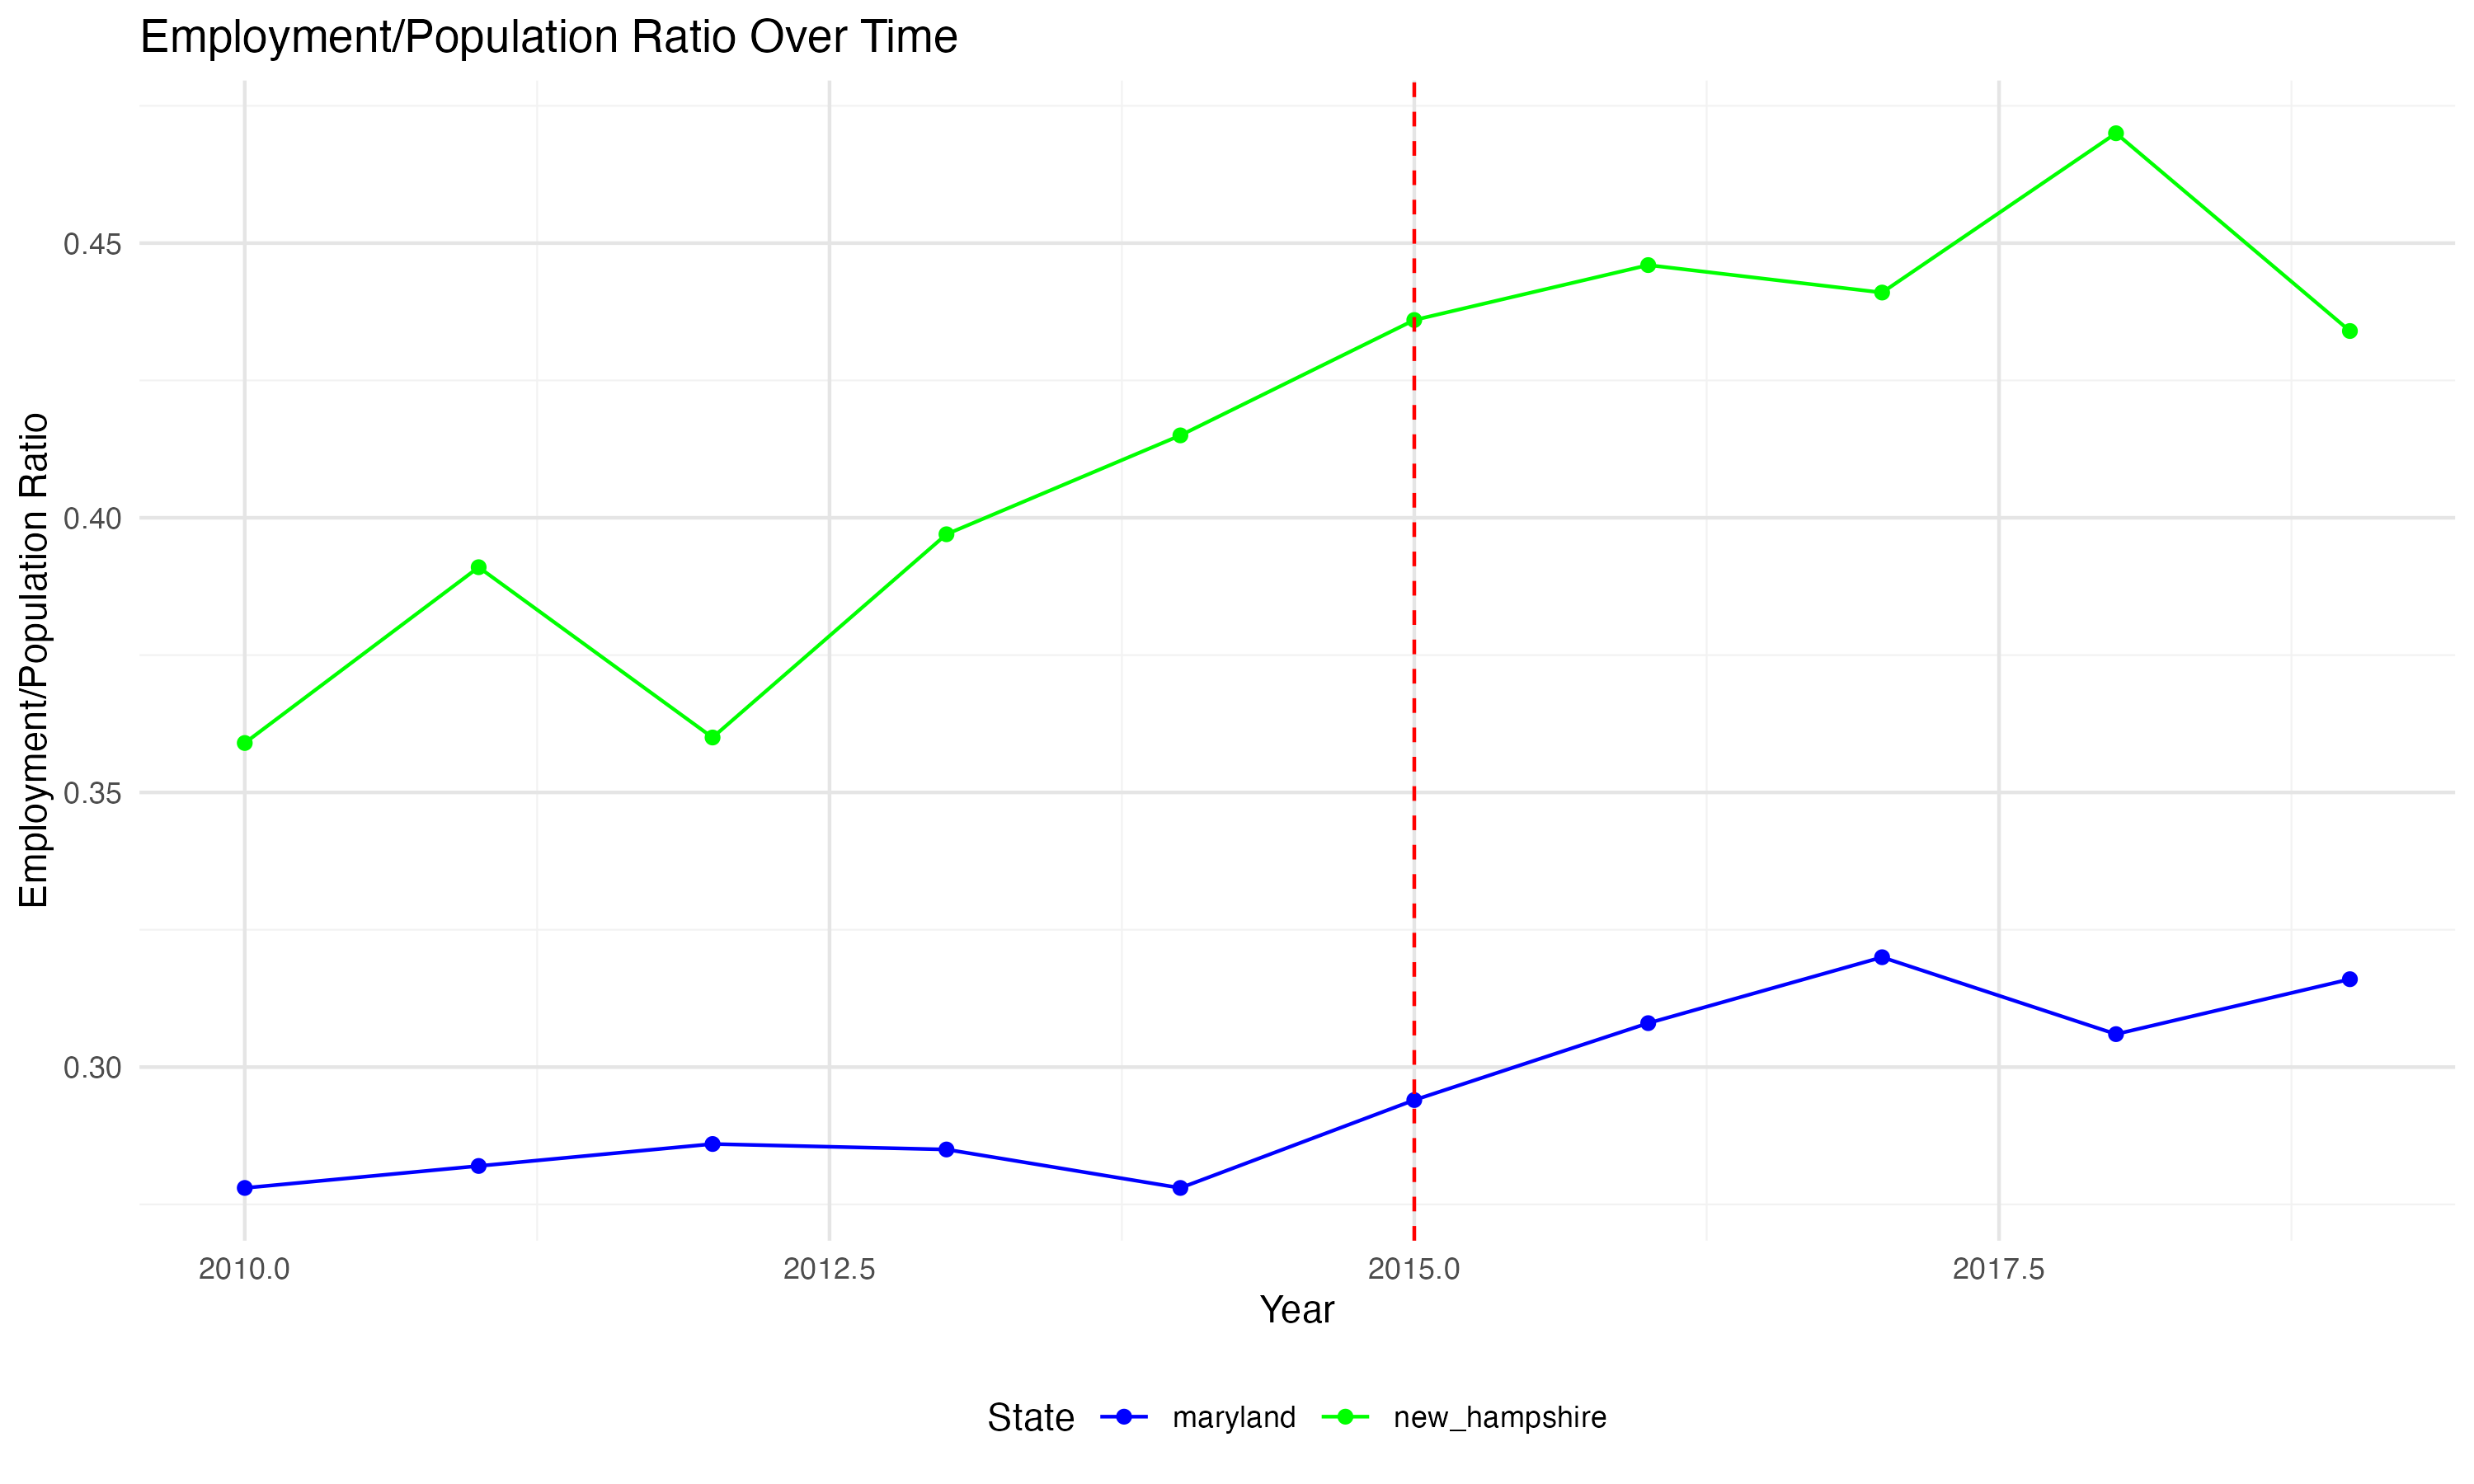 Employment/Population Ratio Over Time
Employment/Population Ratio
0.45
0.40
0.35
0.30
2010.0 2012.5 2015.0 2017.5
Year
State maryland new_hampshire